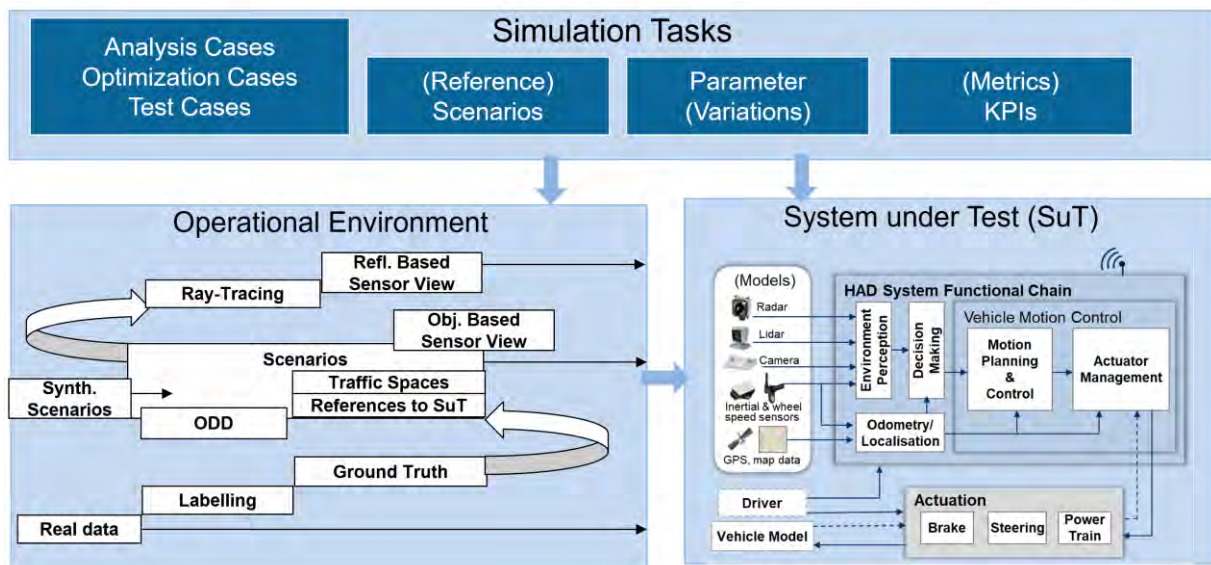 Simulation Tasks
Analysis Cases
Optimization Cases
Test Cases
(Reference)
Scenarios
Parameter
(Variations)
(Metrics)
KPIs
Operational Environment
Refl. Based
Sensor View
Ray-Tracing
Obj. Based
Sensor View
Scenarios
Traffic Spaces
References to SuT
Synth.
Scenarios
ODD
Ground Truth
Labelling
Real data
System under Test (SuT)
(Models)
Radar
Lidar
Camera
Inertial & wheel
speed sensors
GPS, map data
HAD System Functional Chain
Environment
Perception
Decision
Making
Vehicle Motion Control
Motion
Planning
&
Control
Actuator
Management
Odometry/
Localisation
Driver
Vehicle Model
Actuation
Brake
Steering
Power
Train